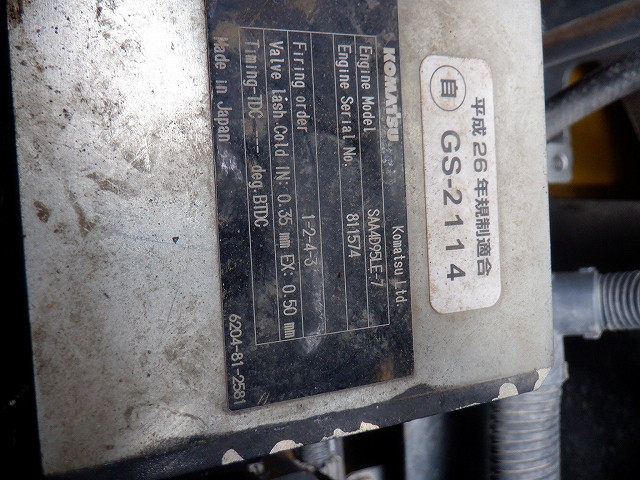 平成26年規制適合
自 GS-2114
KOMATSU Komatsu Ltd.
Engine Model SAA4D95LE-7
Engine Serial No. 811574
Firing order 1-2-4-3
Valve lash Cold IN: 0.35 mm EX: 0.50 mm
Timing-TDC --- deg.BTDC
Made in Japan 6204-81-2581